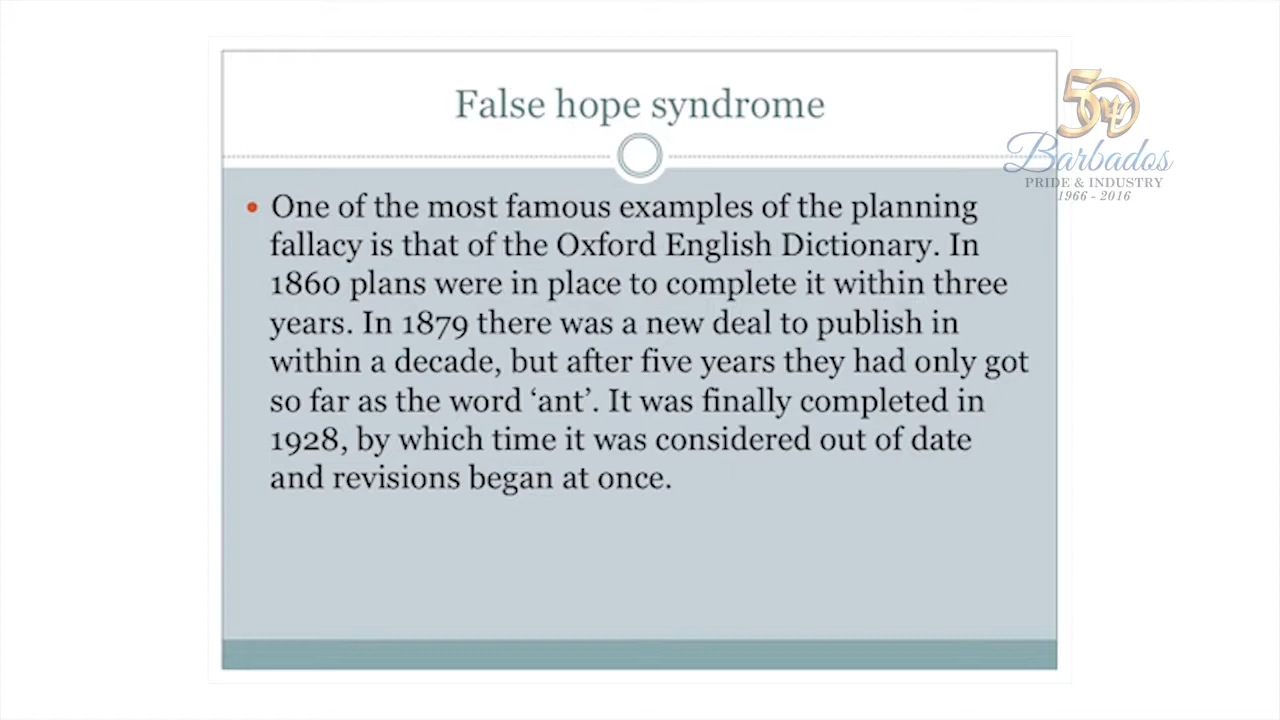 False hope syndrome
50
Barbados
PRIDE & INDUSTRY
1966 - 2016
• One of the most famous examples of the planning
fallacy is that of the Oxford English Dictionary. In
1860 plans were in place to complete it within three
years. In 1879 there was a new deal to publish in
within a decade, but after five years they had only got
so far as the word ‘ant’. It was finally completed in
1928, by which time it was considered out of date
and revisions began at once.